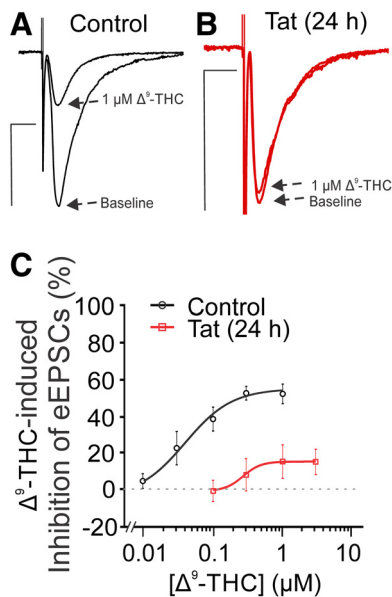 A Control B Tat (24 h)
1 µM Δ⁹-THC
Baseline
1 µM Δ⁹-THC
Baseline
C
Δ⁹-THC-induced
Inhibition of eEPSCs (%)
100
80
60
40
20
0
-20
Control
Tat (24 h)
0.01 0.1 1 10
[Δ⁹-THC] (µM)